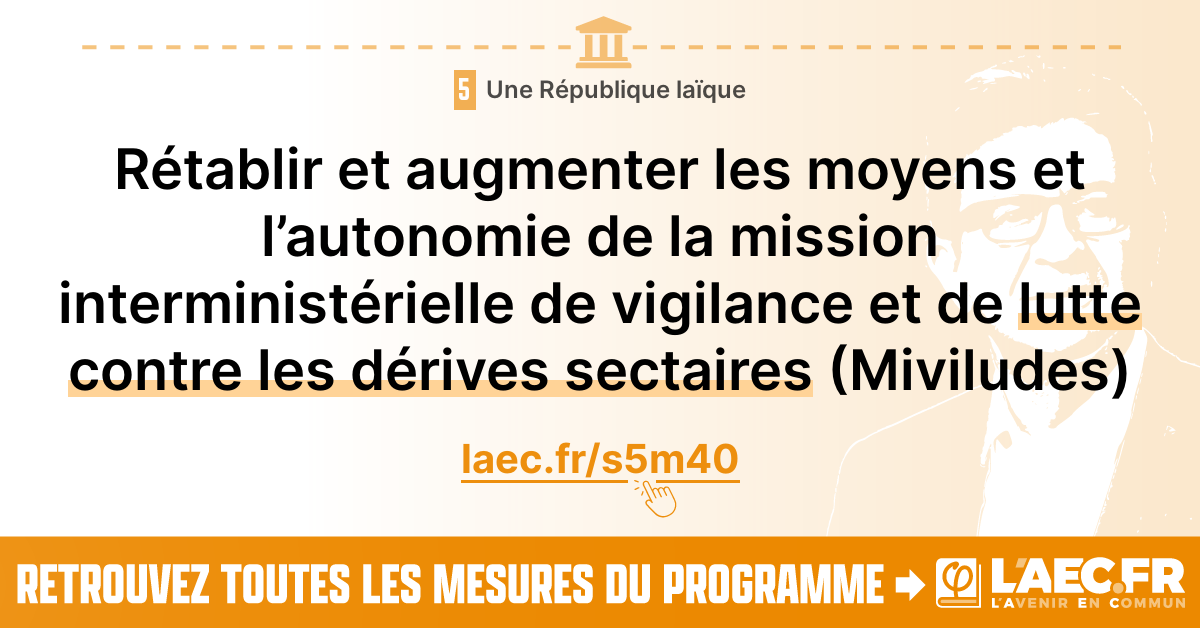 5 Une République laïque
Rétablir et augmenter les moyens et
l’autonomie de la mission
interministérielle de vigilance et de lutte
contre les dérives sectaires (Miviludes)
laec.fr/s5m40
RETROUVEZ TOUTES LES MESURES DU PROGRAMME
φ L'AEC.FR
L'AVENIR EN COMMUN